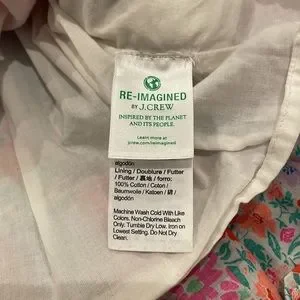 RE-IMAGINED
BY J.CREW
INSPIRED BY THE PLANET
AND ITS PEOPLE.
Learn more at
jcrew.com/reimagined
algodón
Lining / Doublure / Futter
/ Futter / 裏地 / forro:
100% Cotton / Coton /
Baumwolle / Katoen / 綿 /
algodón
Machine Wash Cold With Like
Colors. Non-Chlorine Bleach
Only. Tumble Dry Low. Iron on
Lowest Setting. Do Not Dry
Clean.